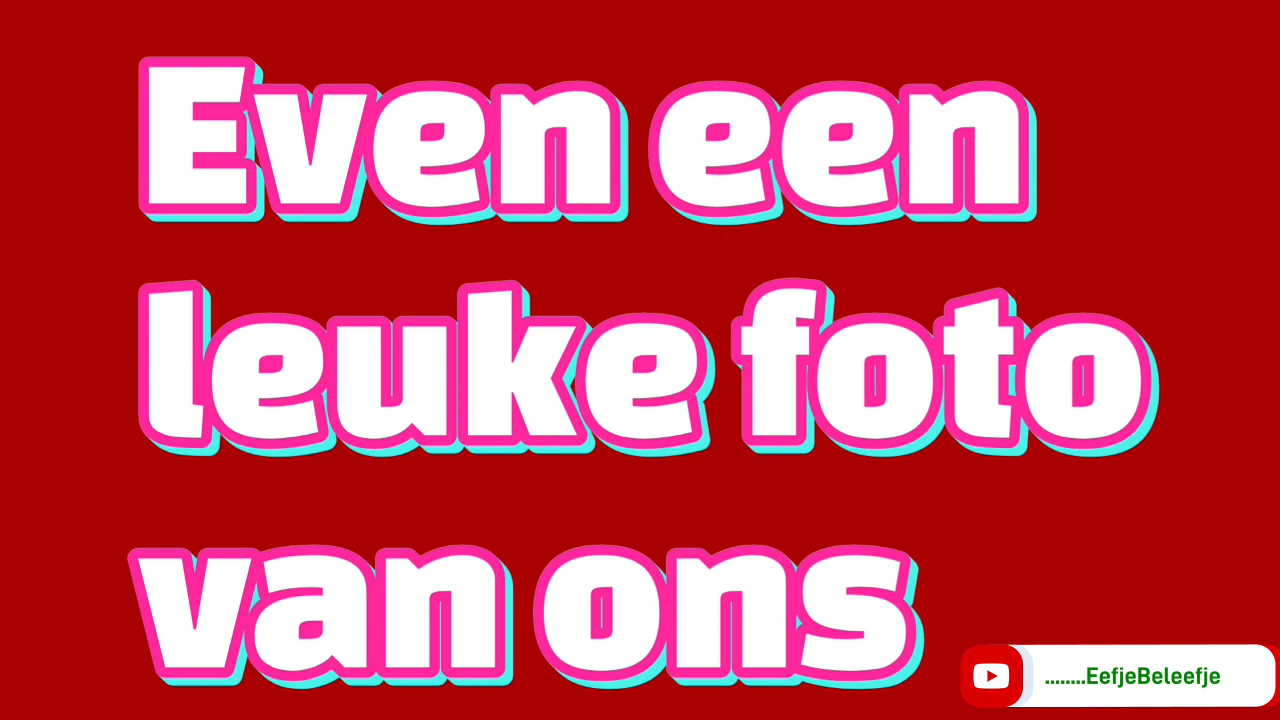 Even een
leuke foto
van ons
........EefjeBeleefje